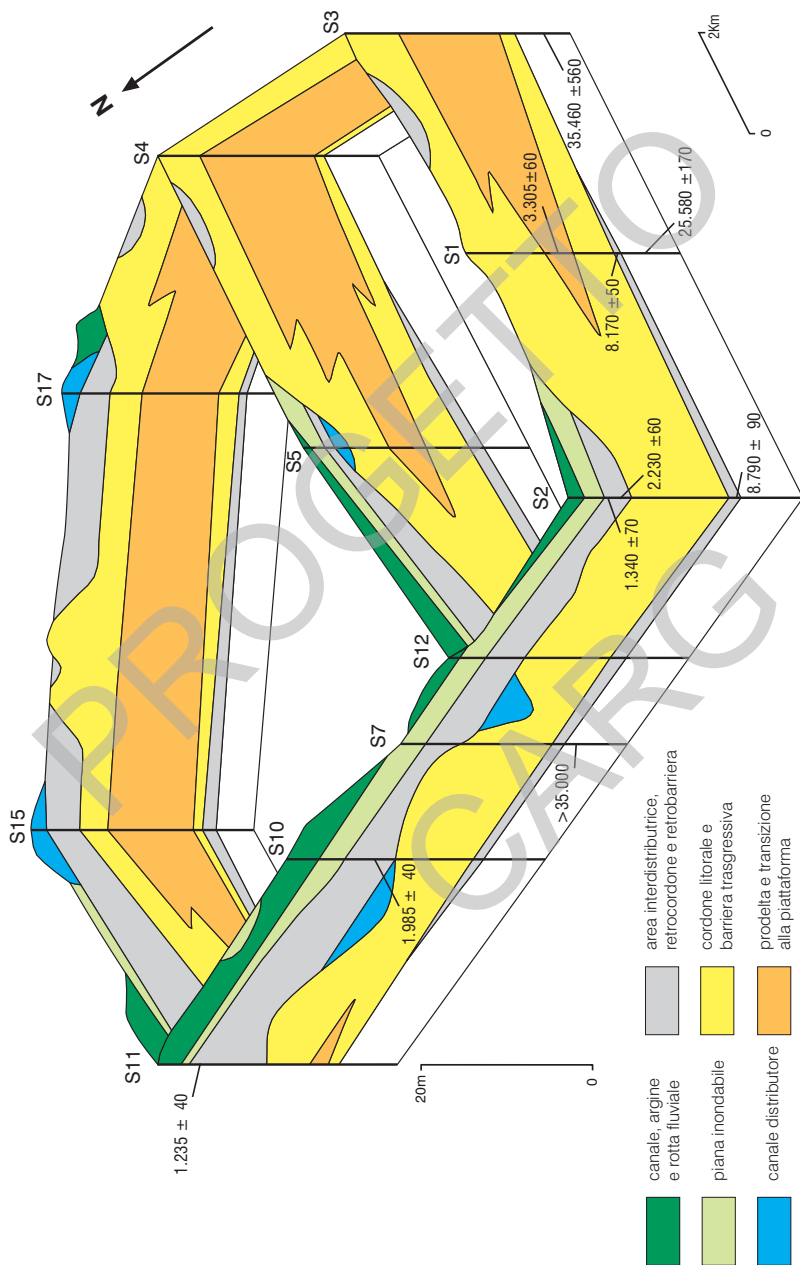 S3
S4
S17
S15
S11
S1
S5
S2
S12
S7
S10
N
2Km
0
35.460 ±560
3.305±60
25.580 ±170
8.170 ±50
2.230 ±60
8.790 ± 90
1.340 ±70
>35.000
1.985 ± 40
1.235 ± 40
20m
0
PROGETTO
CARG
canale, argine
e rotta fluviale
piana inondabile
canale distributore
area interdistributrice,
retrocordone e retrobarriera
cordone litorale e
barriera trasgressiva
prodelta e transizione
alla piattaforma